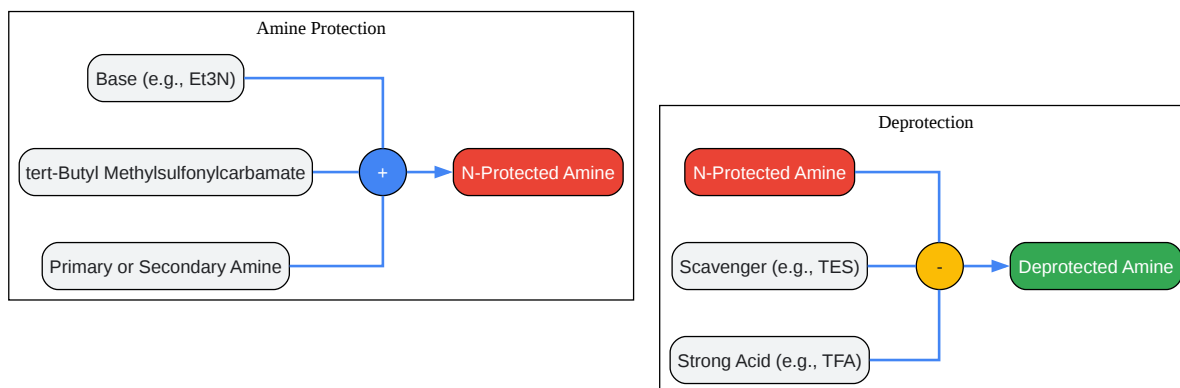 Amine Protection
Base (e.g., Et3N)
tert-Butyl Methylsulfonylcarbamate
+
N-Protected Amine
Primary or Secondary Amine
Deprotection
N-Protected Amine
Scavenger (e.g., TES)
-
Deprotected Amine
Strong Acid (e.g., TFA)